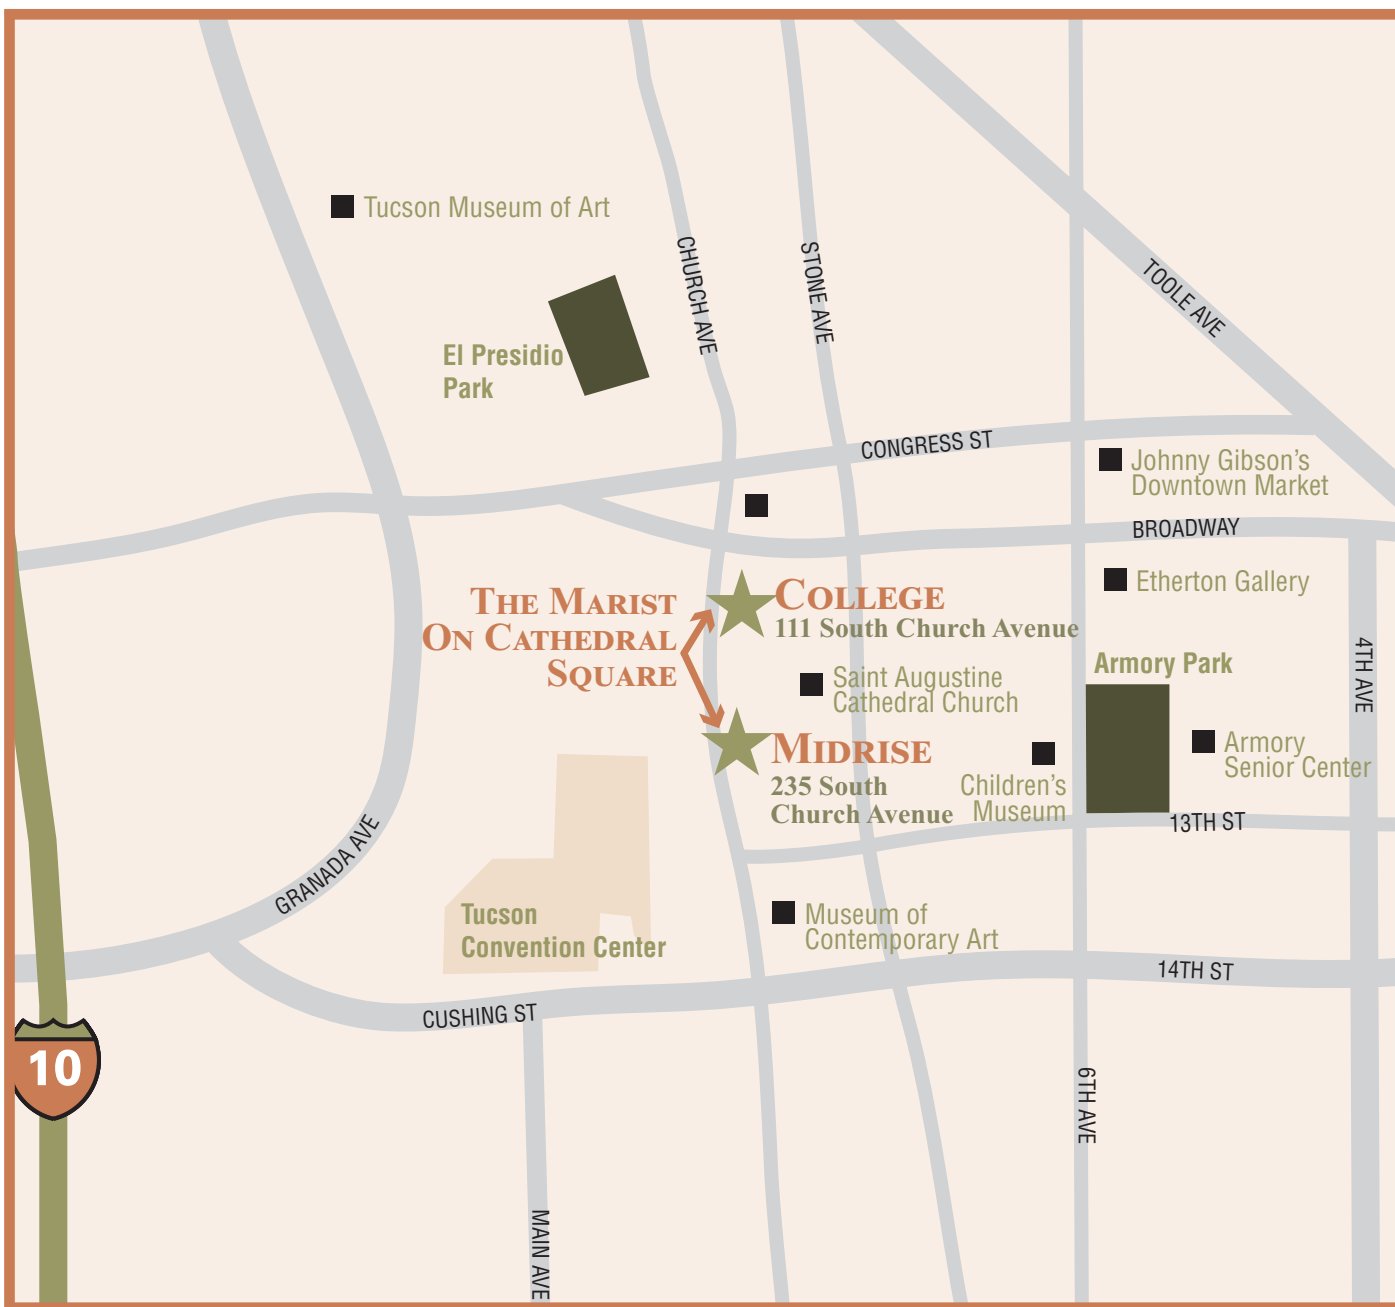 Tucson Museum of Art
CHURCH AVE
STONE AVE
TOOLE AVE
El Presidio
Park
CONGRESS ST
Johnny Gibson's
Downtown Market
BROADWAY
Etherton Gallery
THE MARIST
ON CATHEDRAL
SQUARE
COLLEGE
111 South Church Avenue
Saint Augustine
Cathedral Church
Armory Park
4TH AVE
MIDRISE
235 South
Church Avenue
Children's
Museum
Armory
Senior Center
13TH ST
GRANADA AVE
Tucson
Convention Center
Museum of
Contemporary Art
14TH ST
CUSHING ST
10
6TH AVE
MAIN AVE